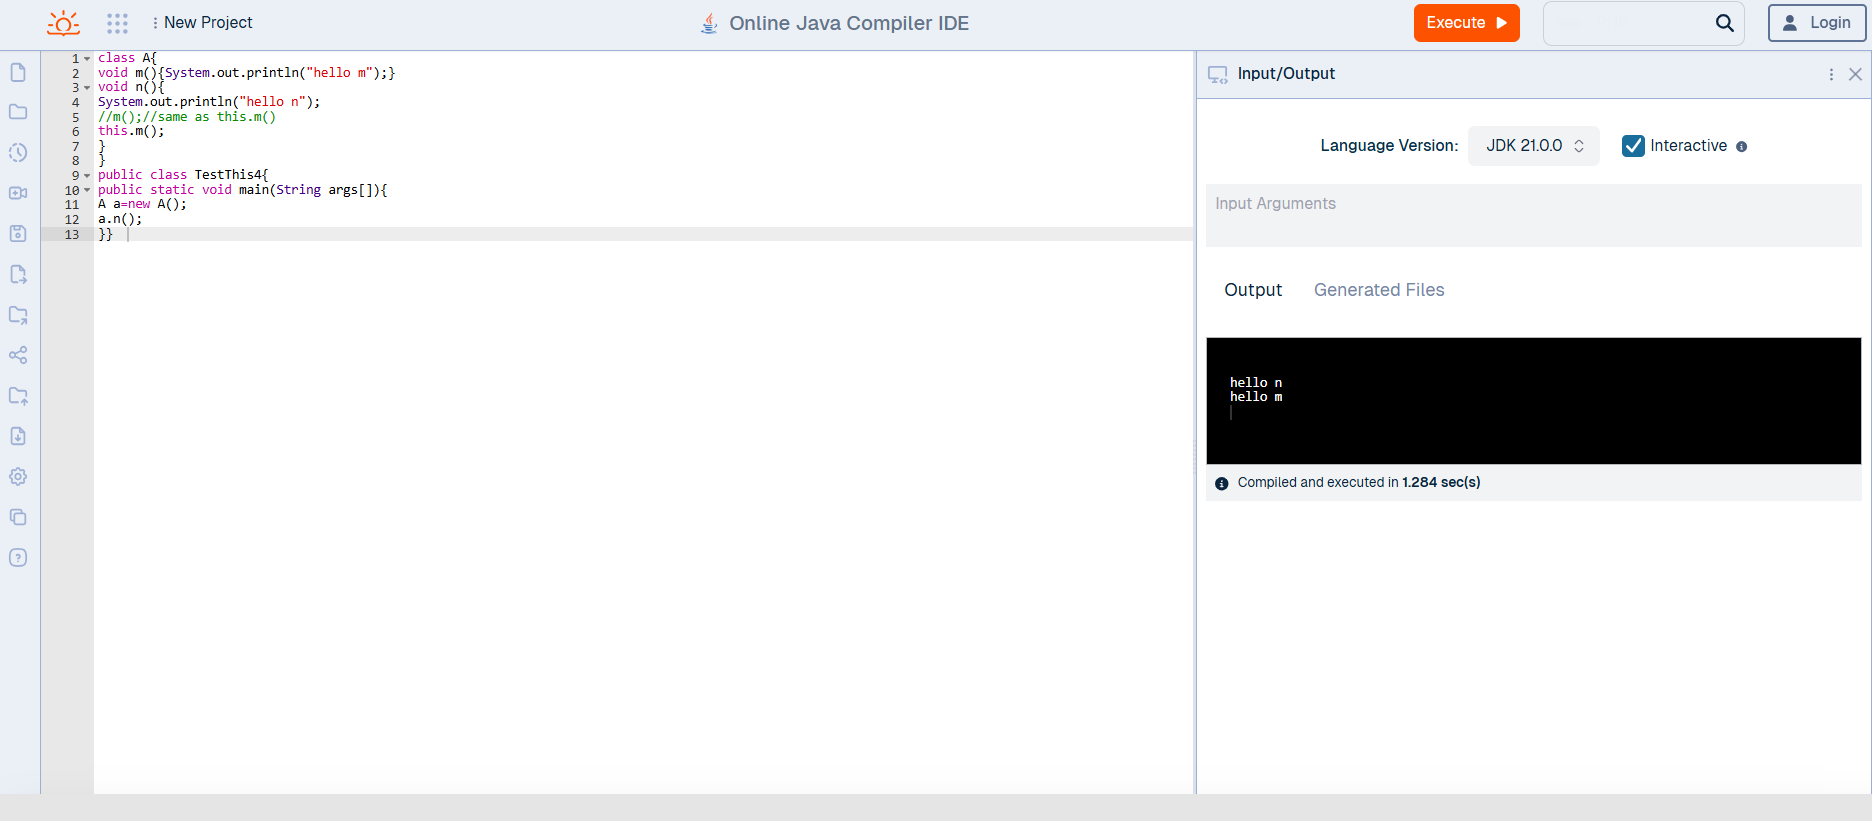 New Project
Online Java Compiler IDE
Execute
Login
1 class A{
2 void m(){System.out.println("hello m");}
3 void n(){
4 System.out.println("hello n");
5 //m();//same as this.m()
6 this.m();
7 }
8 }
9 public class TestThis4{
10 public static void main(String args[]){
11 A a=new A();
12 a.n();
13 }}
Input/Output
Language Version: JDK 21.0.0 Interactive
Input Arguments
Output Generated Files
hello n
hello m
Compiled and executed in 1.284 sec(s)